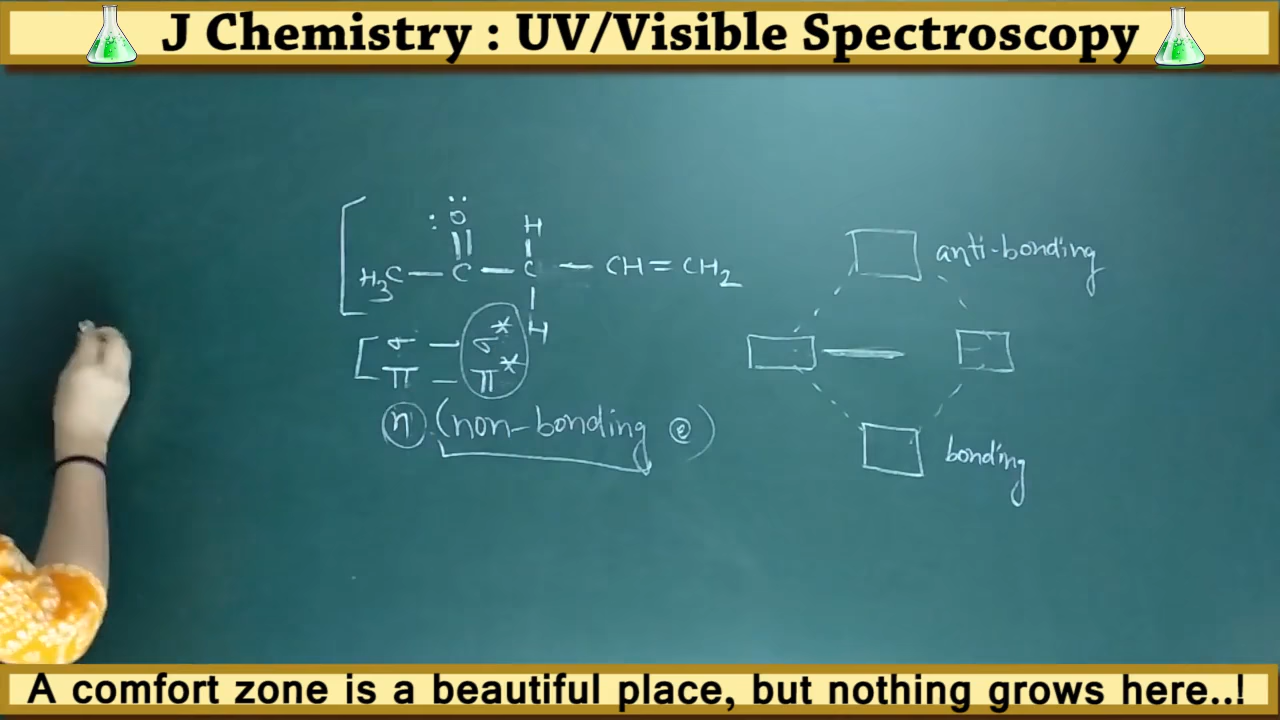 J Chemistry : UV/Visible Spectroscopy
:Ö H
H3C — C — C — CH = CH2
H
[ σ — σ*
π — π*
n (non-bonding e)
anti-bonding
bonding
A comfort zone is a beautiful place, but nothing grows here..!